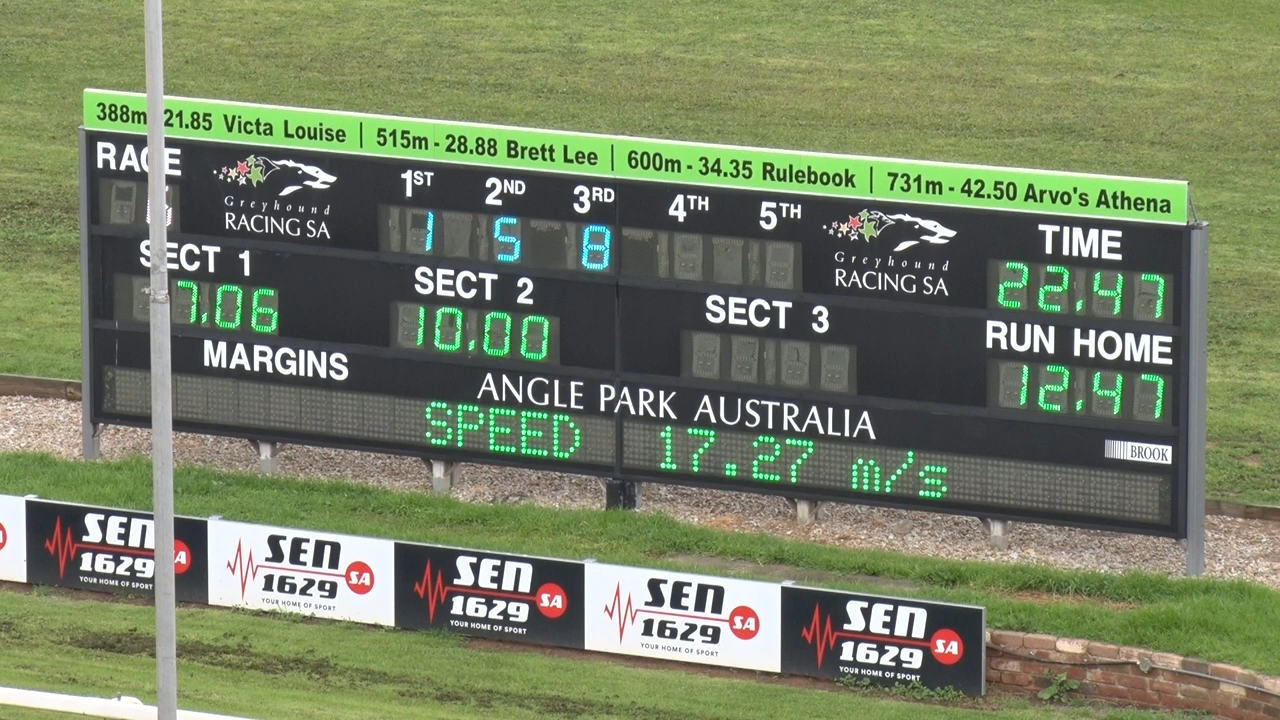 388m - 21.85 Victa Louise | 515m - 28.88 Brett Lee | 600m - 34.35 Rulebook | 731m - 42.50 Arvo's Athena
RACE
Greyhound
RACING SA
1ST 2ND 3RD 4TH 5TH
1 5 8
Greyhound
RACING SA
TIME
22.47
SECT 1
7.06
SECT 2
10.00
SECT 3
RUN HOME
12.47
MARGINS
ANGLE PARK AUSTRALIA
SPEED 17.27 m/s
BROOK
A
SEN
1629
SA
YOUR HOME OF SPORT
SEN
1629
SA
YOUR HOME OF SPORT
SEN
1629
SA
YOUR HOME OF SPORT
SEN
1629
SA
YOUR HOME OF SPORT
SEN
1629
SA
YOUR HOME OF SPORT